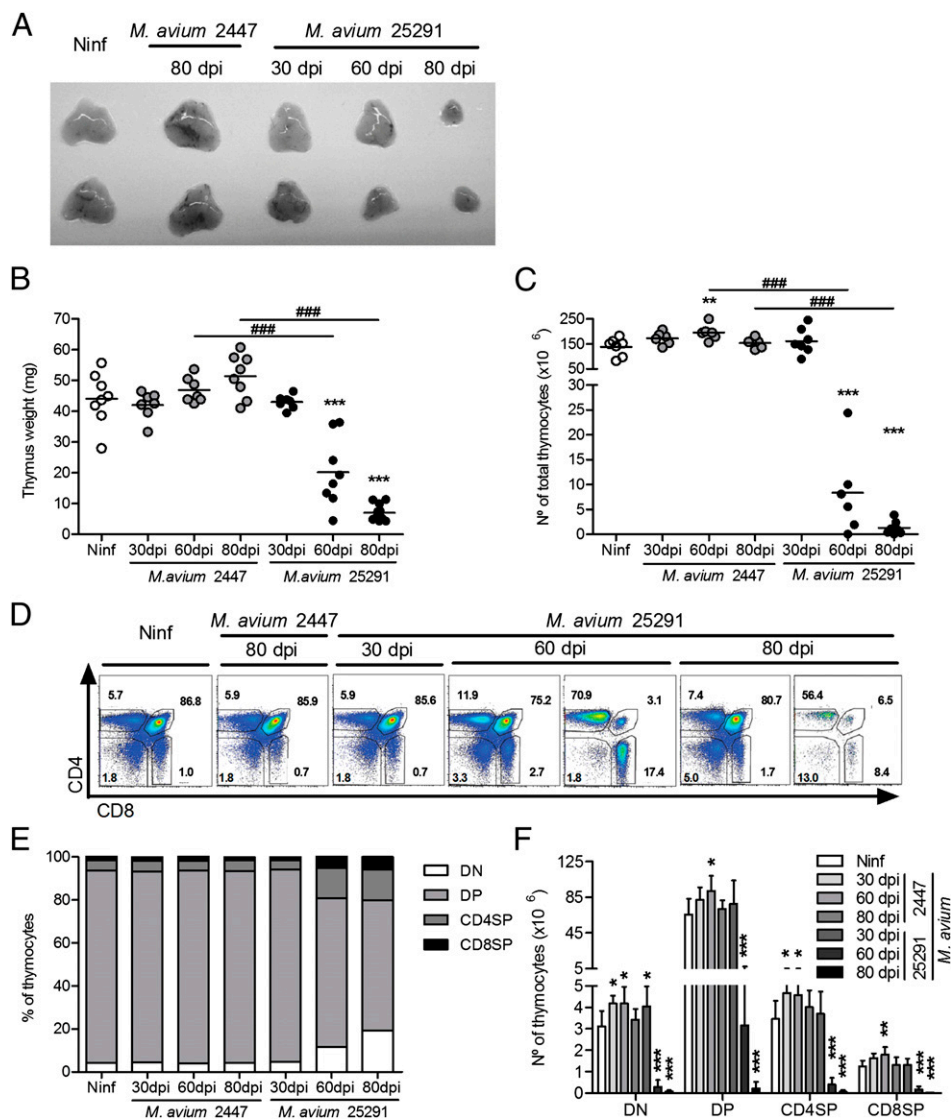 A
Ninf
M. avium 2447
M. avium 25291
80 dpi
30 dpi
60 dpi
80 dpi
B
###
###
Thymus weight (mg)
70
60
50
40
30
20
10
0
***
***
Ninf
30dpi
60dpi
80dpi
30dpi
60dpi
80dpi
M.avium 2447
M.avium 25291
C
###
###
Nº of total thymocytes (x10 6)
250
150
50
30
25
20
15
10
5
0
**
***
***
Ninf
30dpi
60dpi
80dpi
30dpi
60dpi
80dpi
M.avium 2447
M. avium 25291
D
Ninf
M. avium 2447
M. avium 25291
80 dpi
30 dpi
60 dpi
80 dpi
5.7 86.8
1.8 1.0
5.9 85.9
1.8 0.7
5.9 85.6
1.8 0.7
11.9 75.2
3.3 2.7
70.9 3.1
1.8 17.4
7.4 80.7
5.0 1.7
56.4 6.5
13.0 8.4
CD4
CD8
E
% of thymocytes
100
80
60
40
20
0
DN
DP
CD4SP
CD8SP
Ninf
30dpi
60dpi
80dpi
30dpi
60dpi
80dpi
M. avium 2447
M. avium 25291
F
Nº of thymocytes (x10 6)
125
85
45
5
5
4
3
2
1
0
Ninf
30 dpi
60 dpi
80 dpi
30 dpi
60 dpi
80 dpi
2447
25291
M. avium
* * * *** ***
* *** ***
* * *** ***
** *** ***
DN
DP
CD4SP
CD8SP